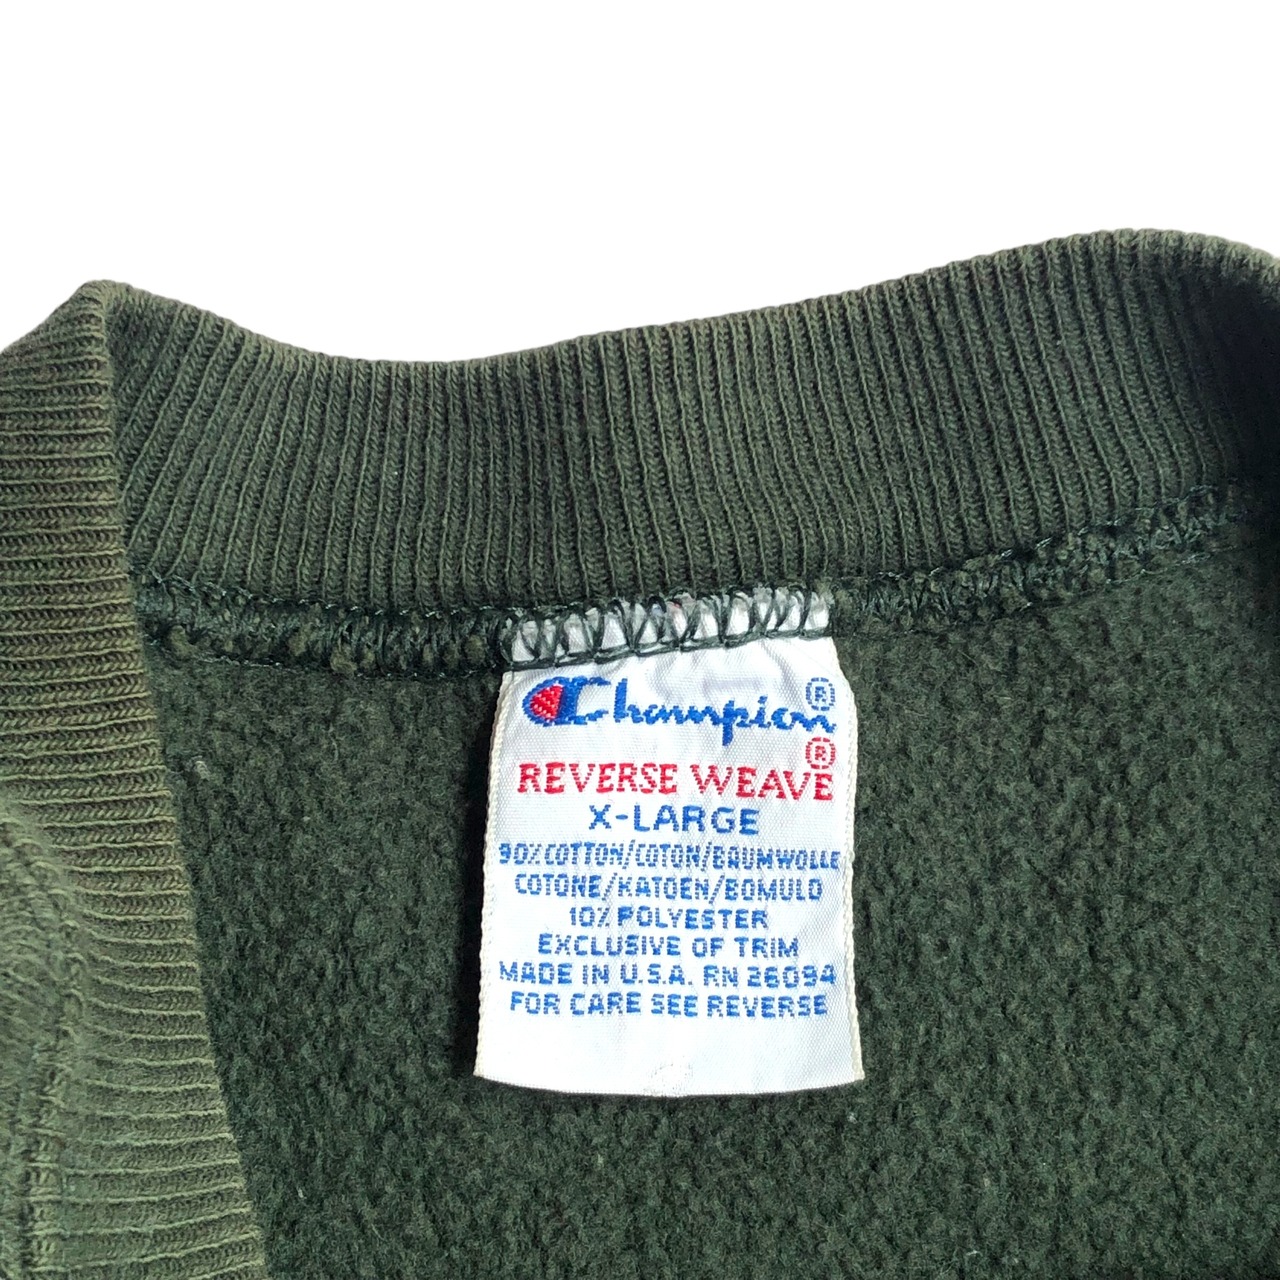 Champion®
REVERSE WEAVE®
X-LARGE
90% COTTON/COTON/BAUMWOLLE
COTONE/KATOEN/BOMULD
10% POLYESTER
EXCLUSIVE OF TRIM
MADE IN U.S.A. RN 26094
FOR CARE SEE REVERSE